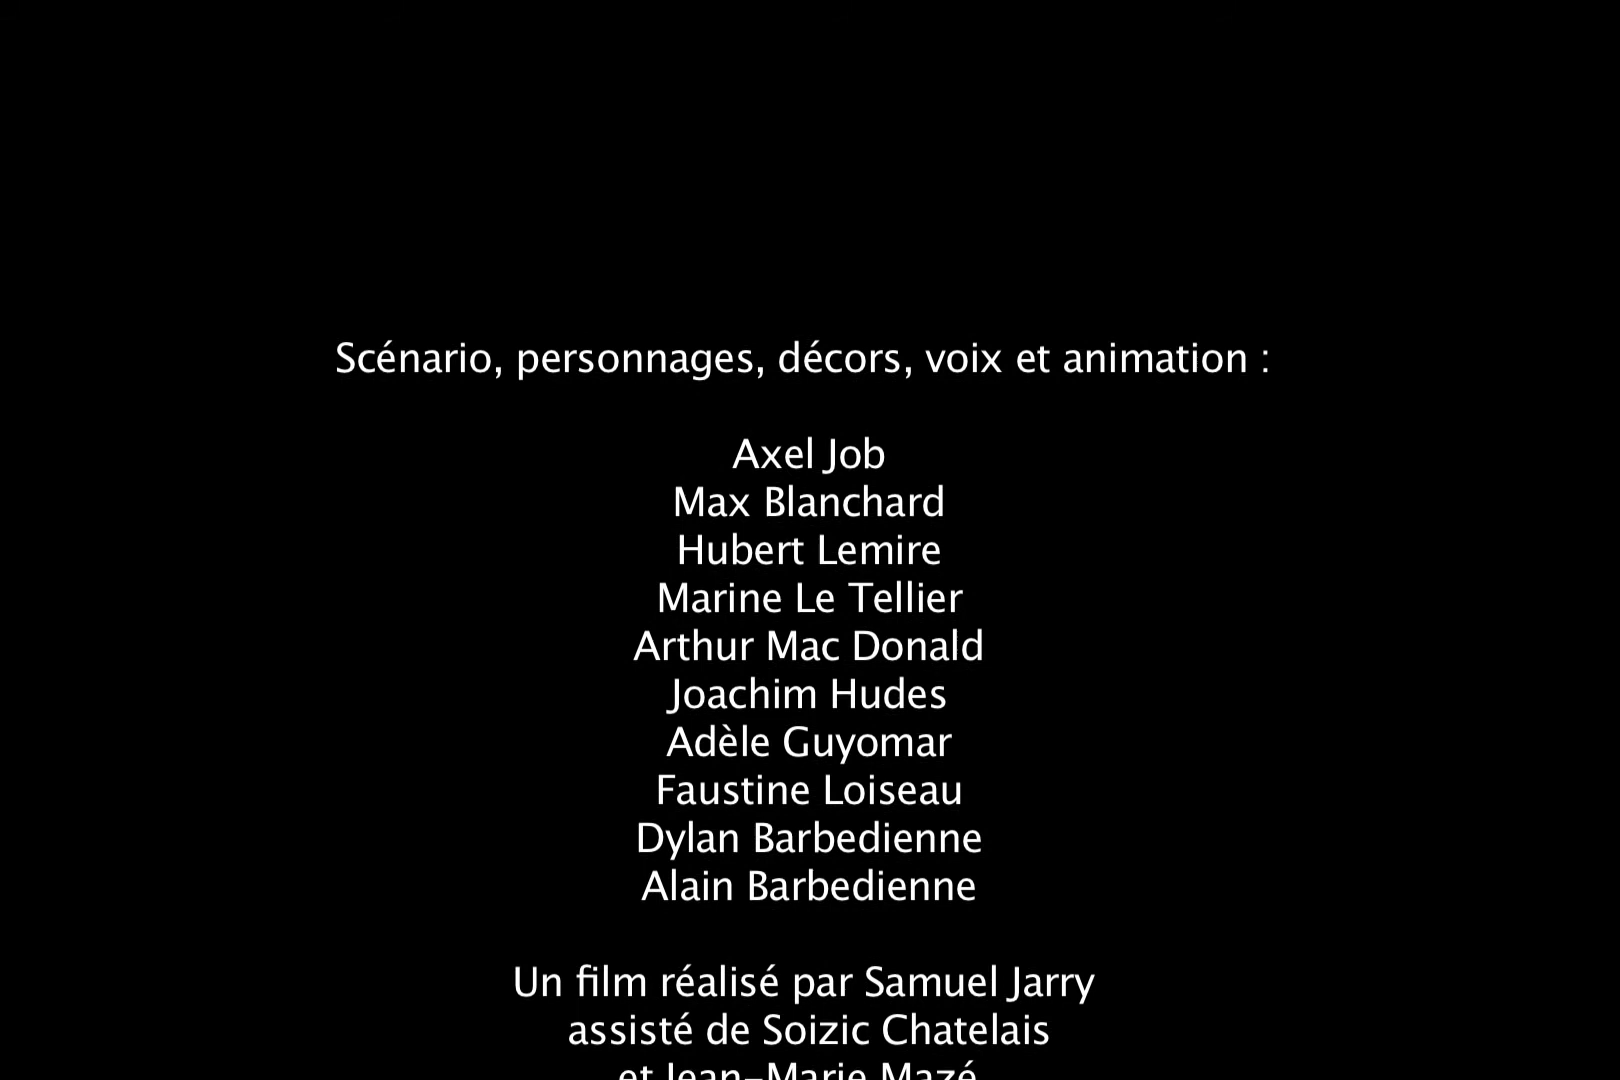 Scénario, personnages, décors, voix et animation :
Axel Job
Max Blanchard
Hubert Lemire
Marine Le Tellier
Arthur Mac Donald
Joachim Hudes
Adèle Guyomar
Faustine Loiseau
Dylan Barbedienne
Alain Barbedienne
Un film réalisé par Samuel Jarry
assisté de Soizic Chatelais
et Jean-Marie Mazé